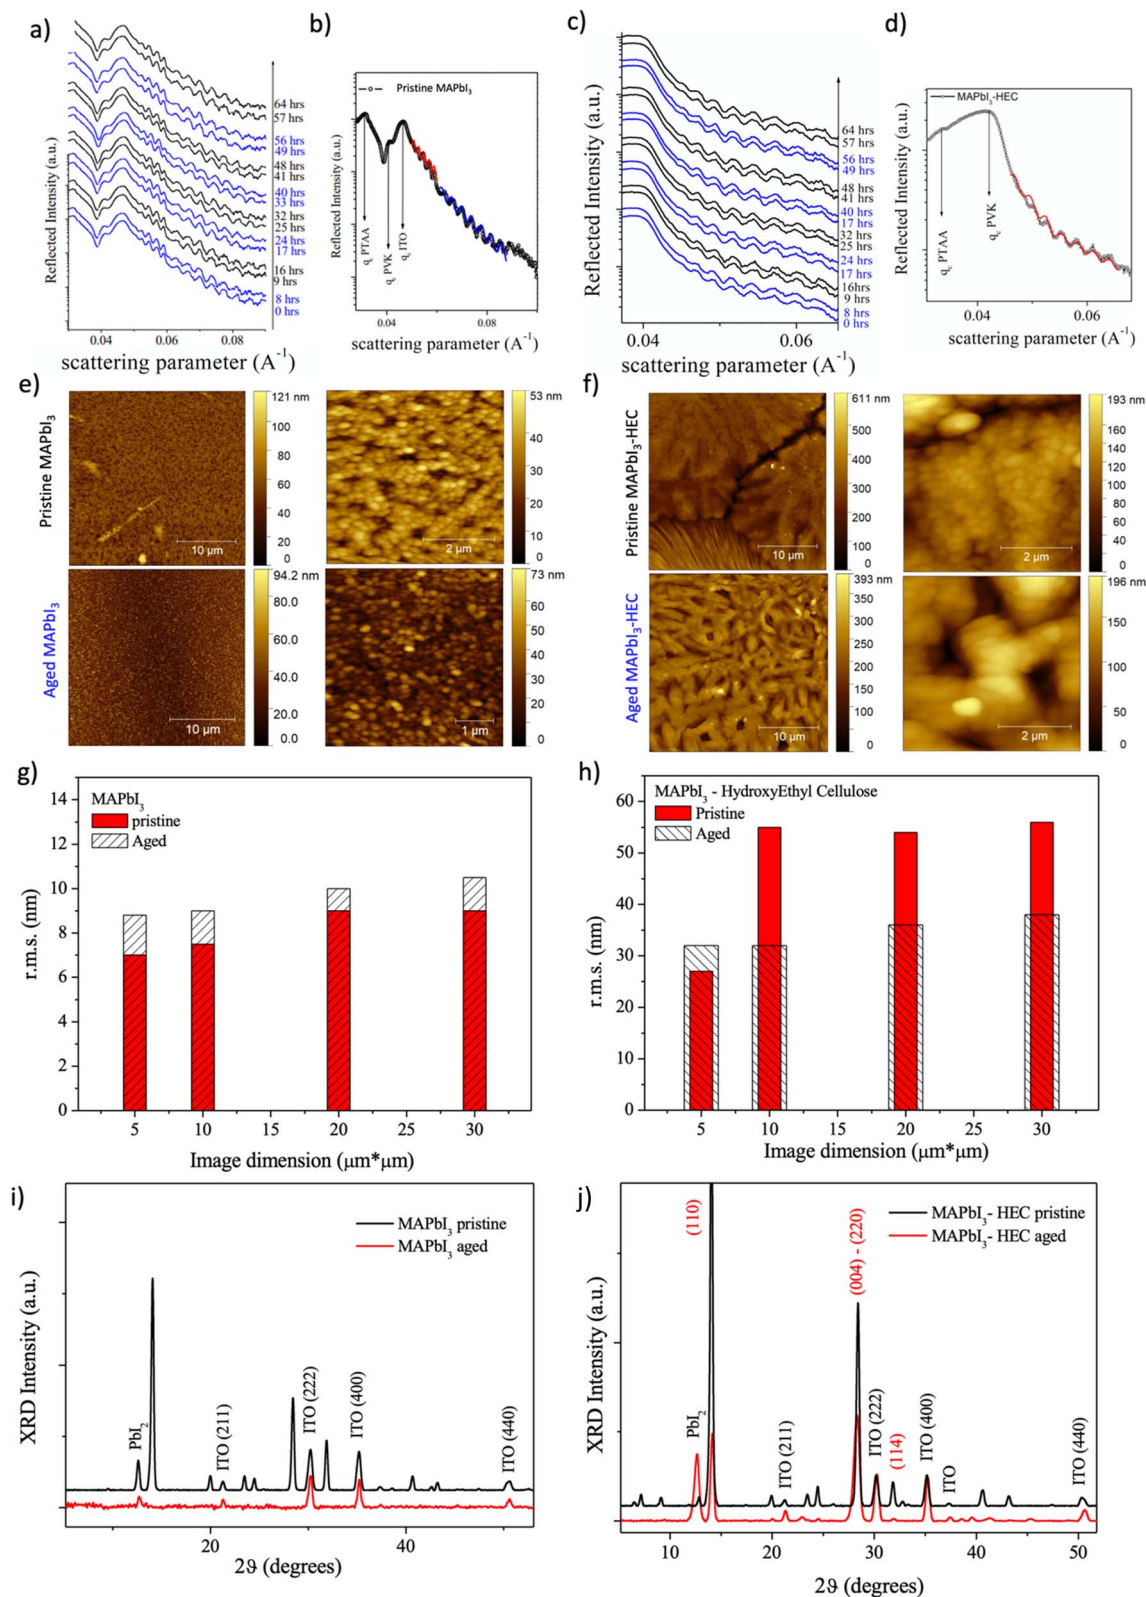 a)
Reflected Intensity (a.u.)
64 hrs
57 hrs
56 hrs
49 hrs
48 hrs
41 hrs
40 hrs
33 hrs
32 hrs
25 hrs
24 hrs
17 hrs
16 hrs
9 hrs
8 hrs
0 hrs
0.04
0.06
0.08
scattering parameter (A⁻¹)
b)
Reflected Intensity (a.u.)
Pristine MAPbI₃
q꜀ PTAA
q꜀ PVK
q꜀ ITO
0.04
0.08
scattering parameter (A⁻¹)
c)
Reflected Intensity (a.u.)
64 hrs
57 hrs
56 hrs
49 hrs
48 hrs
41 hrs
40 hrs
17 hrs
32 hrs
25 hrs
24 hrs
17 hrs
16hrs
9 hrs
8 hrs
0 hrs
0.04
0.06
scattering parameter (A⁻¹)
d)
Reflected Intensity (a.u.)
MAPbI₃-HEC
q꜀ PTAA
q꜀ PVK
0.04
0.06
scattering parameter (A⁻¹)
e)
Pristine MAPbI₃
10 µm
121 nm
100
80
60
40
20
0
2 µm
53 nm
40
30
20
10
0
Aged MAPbI₃
10 µm
94.2 nm
80.0
60.0
40.0
20.0
0.0
1 µm
73 nm
60
50
40
30
20
10
0
f)
Pristine MAPbI₃-HEC
10 µm
611 nm
500
400
300
200
100
0
2 µm
193 nm
160
140
120
100
80
60
40
20
0
Aged MAPbI₃-HEC
10 µm
393 nm
350
300
250
200
150
100
0
2 µm
196 nm
150
100
50
0
g)
MAPbI₃
pristine
Aged
r.m.s. (nm)
14
12
10
8
6
4
2
0
5
10
15
20
25
30
Image dimension (µm*µm)
h)
MAPbI₃ - HydroxyEthyl Cellulose
Pristine
Aged
r.m.s. (nm)
60
50
40
30
20
10
0
5
10
15
20
25
30
Image dimension (µm*µm)
i)
MAPbI₃ pristine
MAPbI₃ aged
XRD Intensity (a.u.)
PbI₂
ITO (211)
ITO (222)
ITO (400)
ITO (440)
20
40
2ϑ (degrees)
j)
MAPbI₃- HEC pristine
MAPbI₃- HEC aged
XRD Intensity (a.u.)
PbI₂
(110)
ITO (211)
(004) - (220)
ITO (222)
(114)
ITO (400)
ITO
ITO (440)
10
20
30
40
50
2ϑ (degrees)